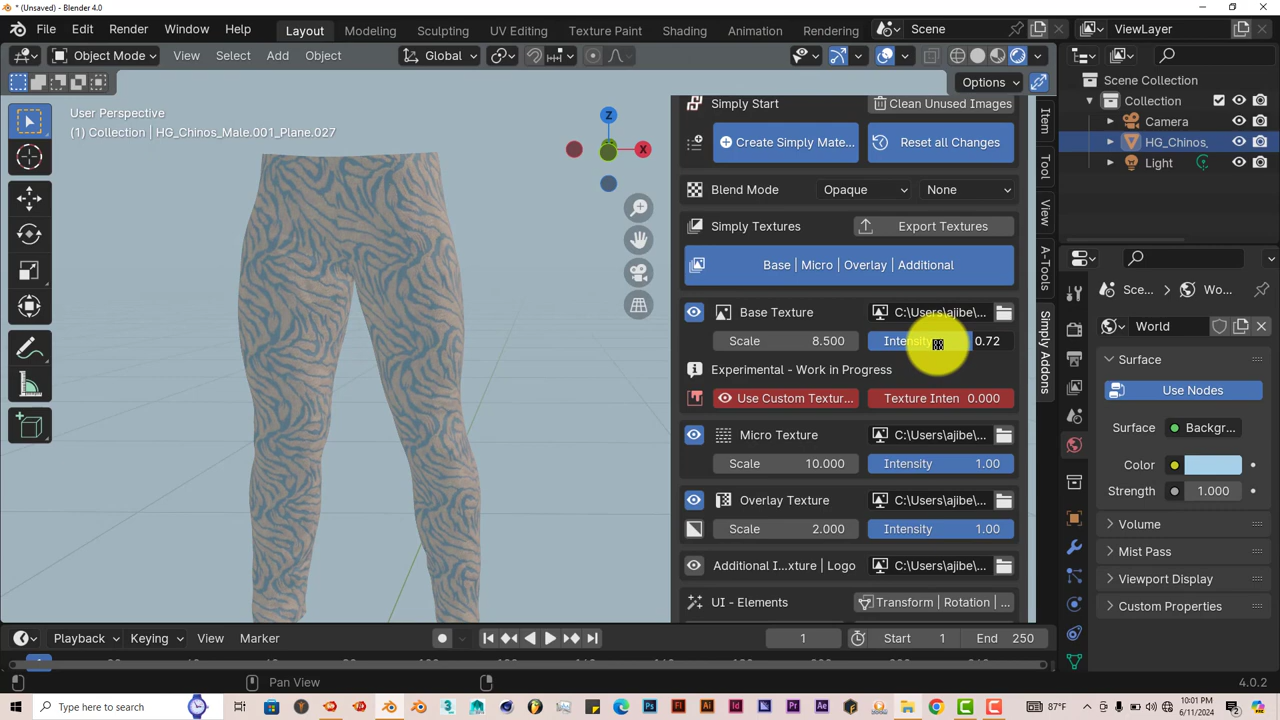 * (Unsaved) - Blender 4.0
File Edit Render Window Help
Layout Modeling Sculpting UV Editing Texture Paint Shading Animation Rendering
Scene
ViewLayer
Object Mode
View Select Add Object
Global
Options
User Perspective
(1) Collection | HG_Chinos_Male.001_Plane.027
Z
X
Simply Start
Clean Unused Images
Create Simply Mate...
Reset all Changes
Blend Mode
Opaque
None
Simply Textures
Export Textures
Base | Micro | Overlay | Additional
Base Texture
C:\Users\ajibe\...
Scale 8.500
Intensity 0.72
Experimental - Work in Progress
Use Custom Textur...
Texture Inten 0.000
Micro Texture
C:\Users\ajibe\...
Scale 10.000
Intensity 1.00
Overlay Texture
C:\Users\ajibe\...
Scale 2.000
Intensity 1.00
Additional I...xture | Logo
C:\Users\ajibe\...
UI - Elements
Transform | Rotation | ...
Item
Tool
View
A-Tools
Simply Addons
Scene Collection
Collection
Camera
HG_Chinos,
Light
Sce...
Wo...
World
Surface
Use Nodes
Surface
Backgr...
Color
Strength 1.000
Volume
Mist Pass
Viewport Display
Custom Properties
Playback Keying View Marker
1
Start 1
End 250
Pan View
4.0.2
Type here to search
87°F
10:01 PM
6/11/2024